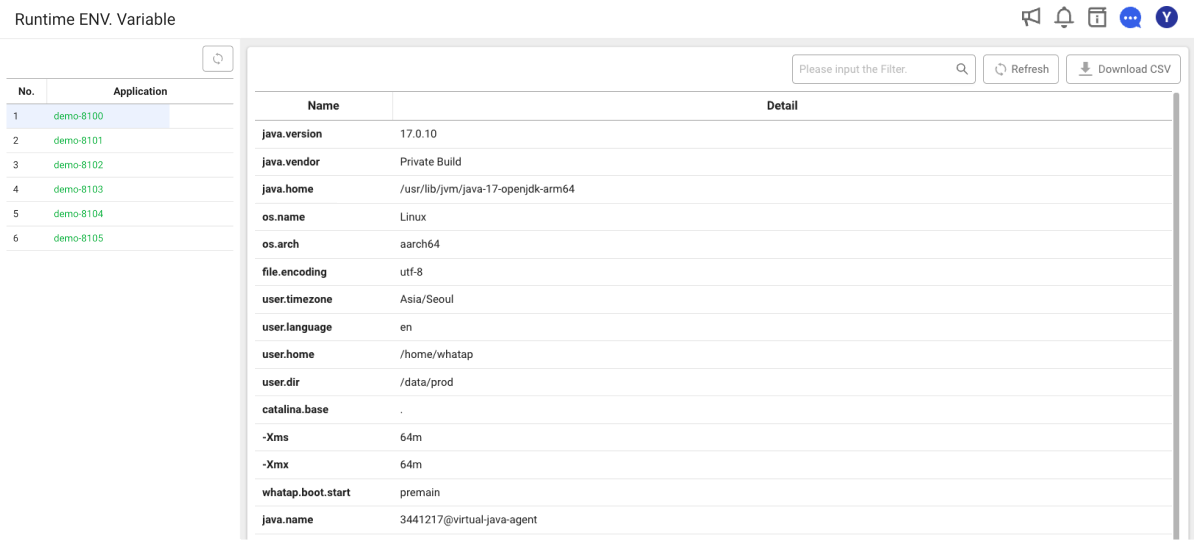 Runtime ENV. Variable
Y
No. Application
1 demo-8100
2 demo-8101
3 demo-8102
4 demo-8103
5 demo-8104
6 demo-8105
Please input the Filter. Refresh Download CSV
Name Detail
java.version 17.0.10
java.vendor Private Build
java.home /usr/lib/jvm/java-17-openjdk-arm64
os.name Linux
os.arch aarch64
file.encoding utf-8
user.timezone Asia/Seoul
user.language en
user.home /home/whatap
user.dir /data/prod
catalina.base .
-Xms 64m
-Xmx 64m
whatap.boot.start premain
java.name 3441217@virtual-java-agent